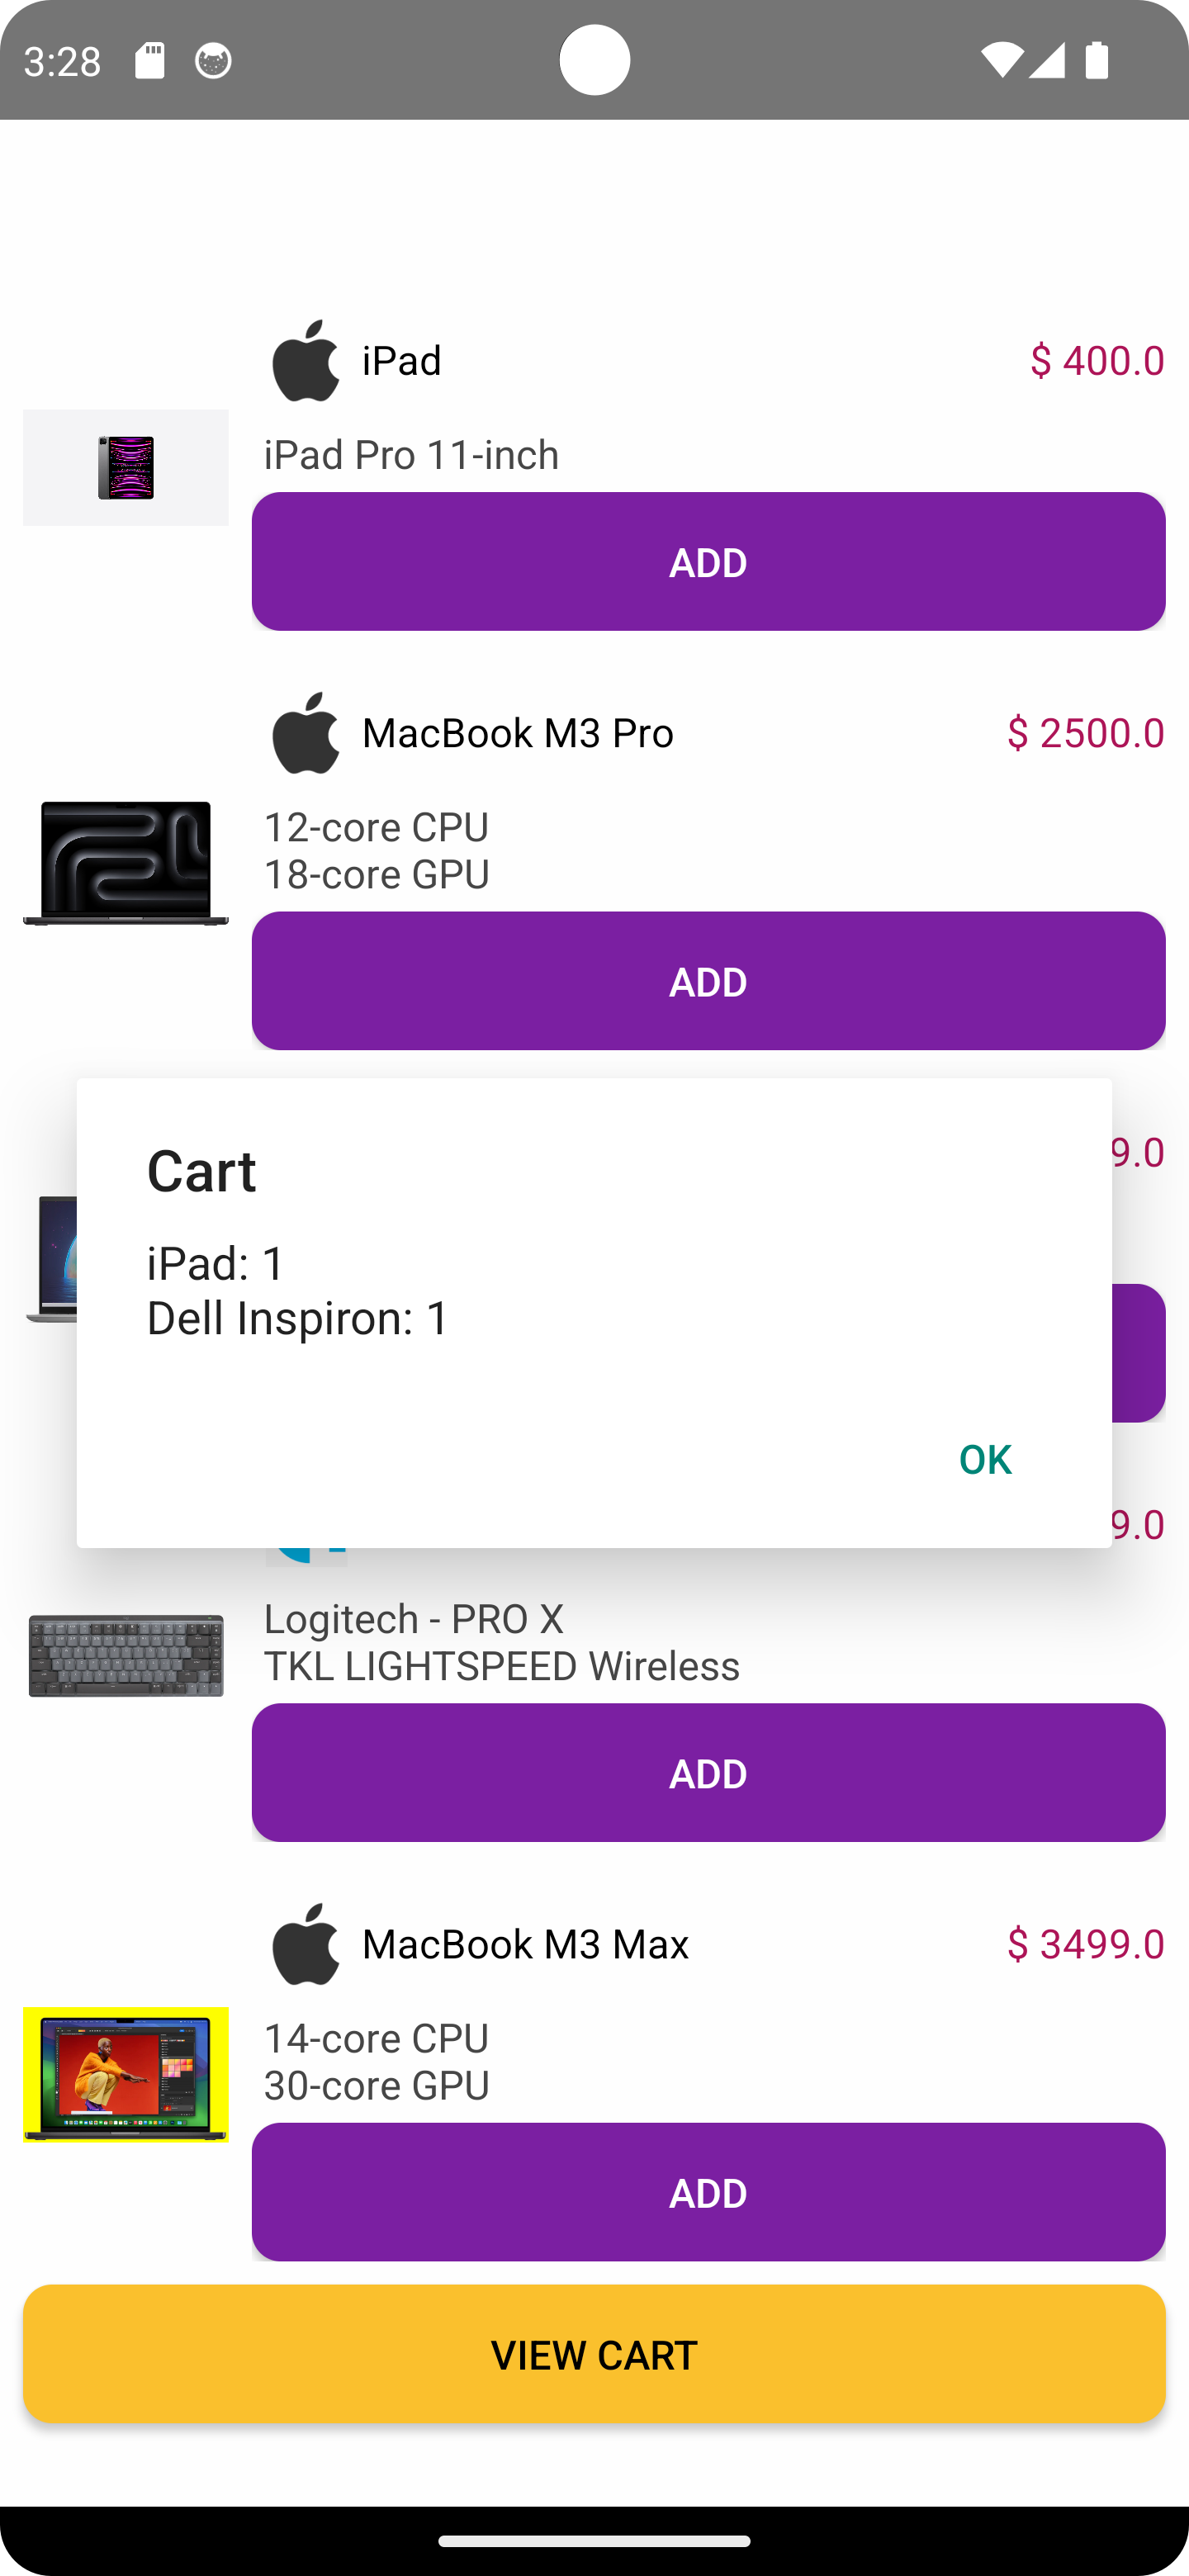 3:28
iPad
$ 400.0
iPad Pro 11-inch
ADD
MacBook M3 Pro
$ 2500.0
12-core CPU
18-core GPU
ADD
9.0
Cart
iPad: 1
Dell Inspiron: 1
OK
9.0
Logitech - PRO X
TKL LIGHTSPEED Wireless
ADD
MacBook M3 Max
$ 3499.0
14-core CPU
30-core GPU
ADD
VIEW CART